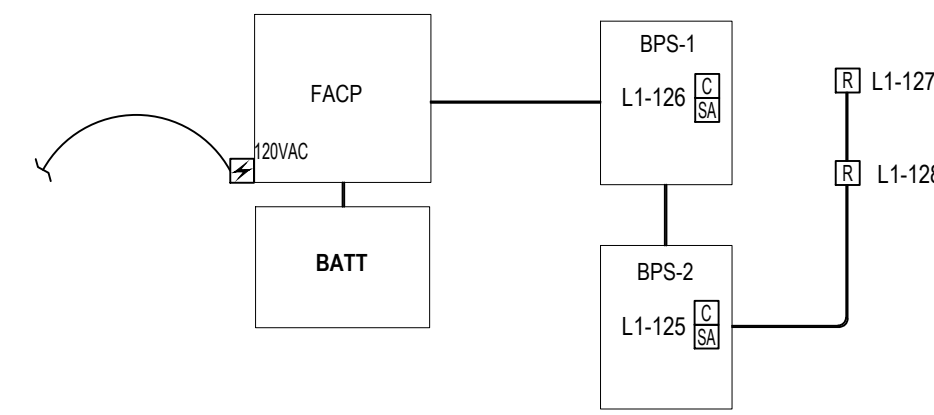 FACP
120VAC
BATT
BPS-1
L1-126 C
SA
BPS-2
L1-125 C
SA
R L1-127
R L1-128